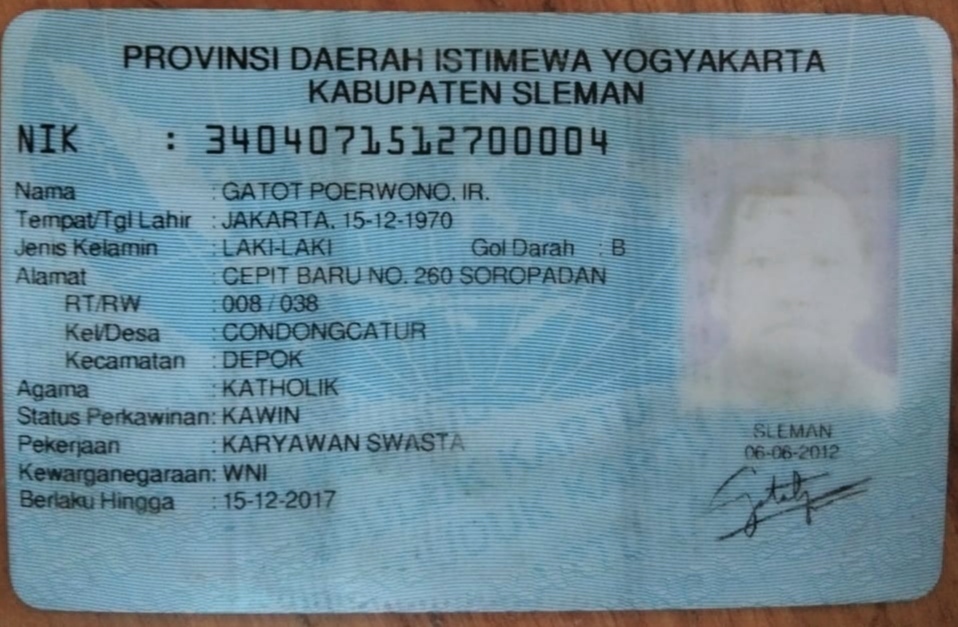 PROVINSI DAERAH ISTIMEWA YOGYAKARTA
KABUPATEN SLEMAN
NIK : 3404071512700004
Nama : GATOT POERWONO. IR.
Tempat/Tgl Lahir : JAKARTA, 15-12-1970
Jenis Kelamin : LAKI-LAKI Gol Darah : B
Alamat : CEPIT BARU NO. 260 SOROPADAN
RT/RW : 008 / 038
Kel/Desa : CONDONGCATUR
Kecamatan : DEPOK
Agama : KATHOLIK
Status Perkawinan: KAWIN
Pekerjaan : KARYAWAN SWASTA
Kewarganegaraan: WNI
Berlaku Hingga : 15-12-2017
SLEMAN
06-06-2012